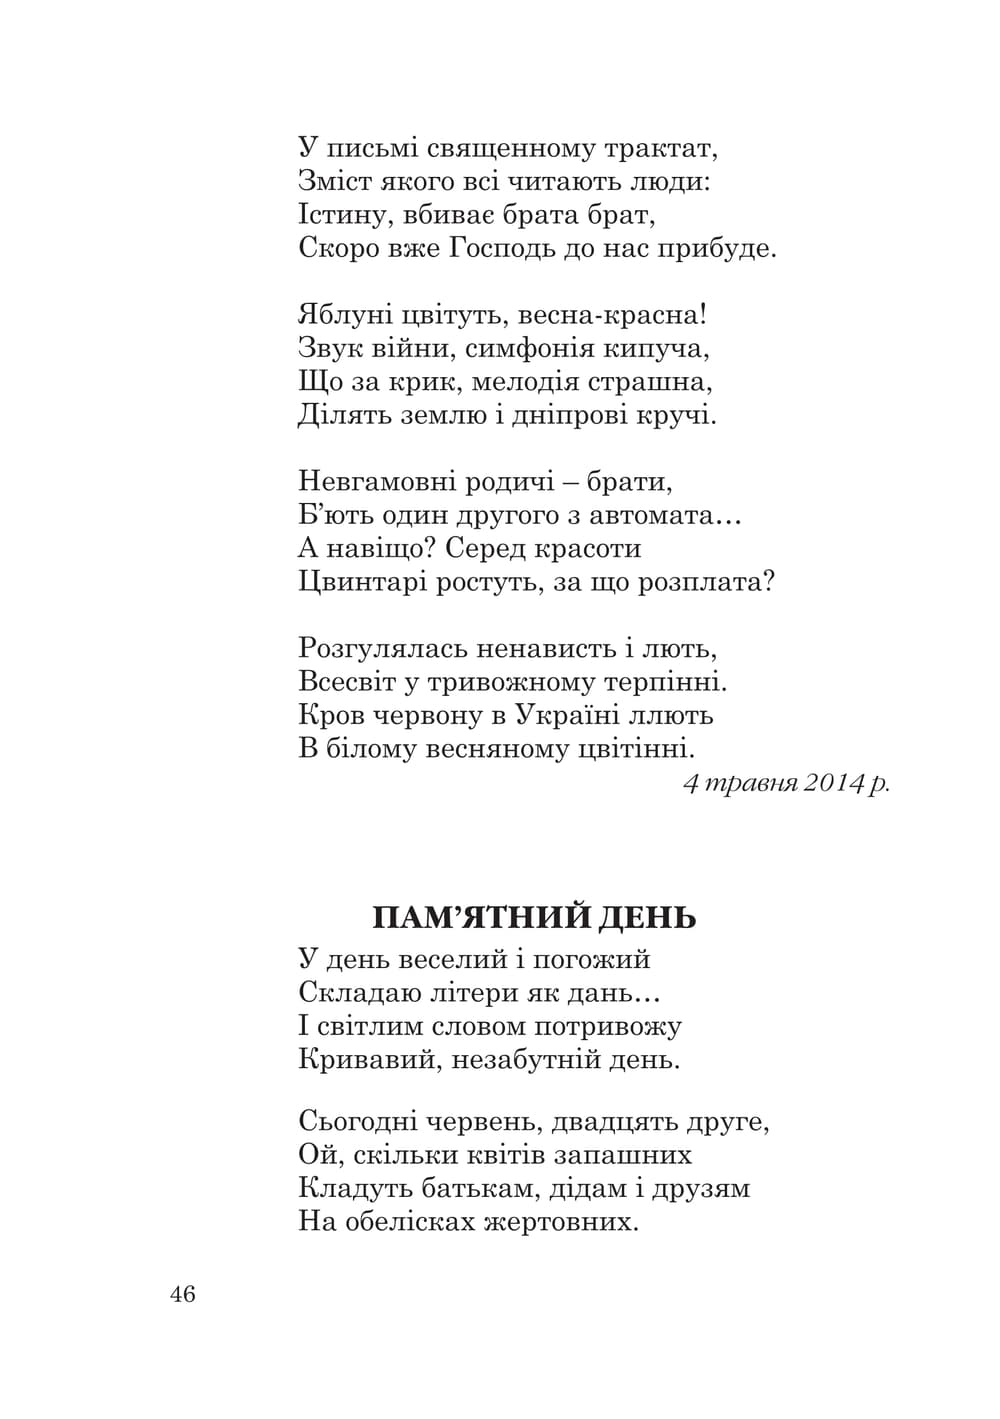 У письмі священному трактат,
Зміст якого всі читають люди:
Істину, вбиває брата брат,
Скоро вже Господь до нас прибуде.
Яблуні цвітуть, весна-красна!
Звук війни, симфонія кипуча,
Що за крик, мелодія страшна,
Ділять землю і дніпрові кручі.
Невгамовні родичі – брати,
Б’ють один другого з автомата…
А навіщо? Серед красоти
Цвинтарі ростуть, за що розплата?
Розгулялась ненависть і лють,
Всесвіт у тривожному терпінні.
Кров червону в Україні ллють
В білому весняному цвітінні.
4 травня 2014 р.
ПАМ’ЯТНИЙ ДЕНЬ
У день веселий і погожий
Складаю літери як дань…
І світлим словом потривожу
Кривавий, незабутній день.
Сьогодні червень, двадцять друге,
Ой, скільки квітів запашних
Кладуть батькам, дідам і друзям
На обелісках жертовних.
46